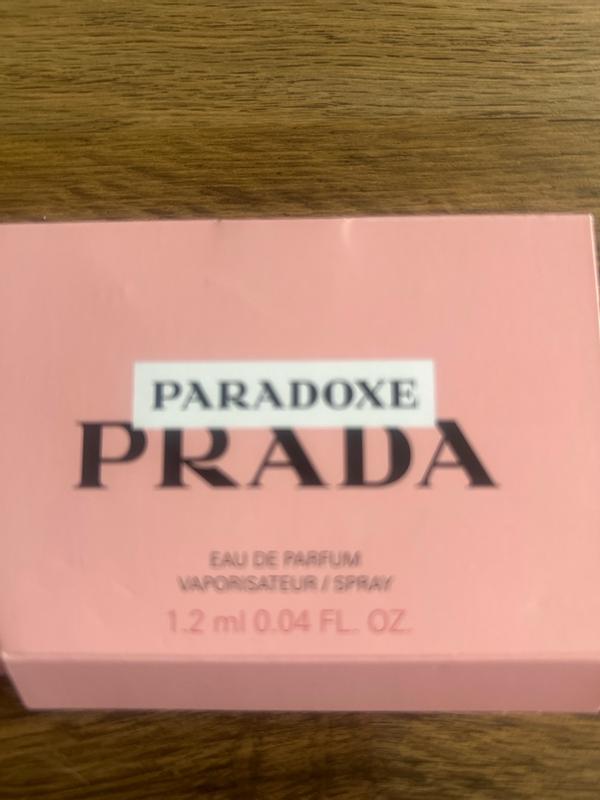 PARADOXE
PRADA
EAU DE PARFUM
VAPORISATEUR / SPRAY
1.2 ml 0.04 FL. OZ.